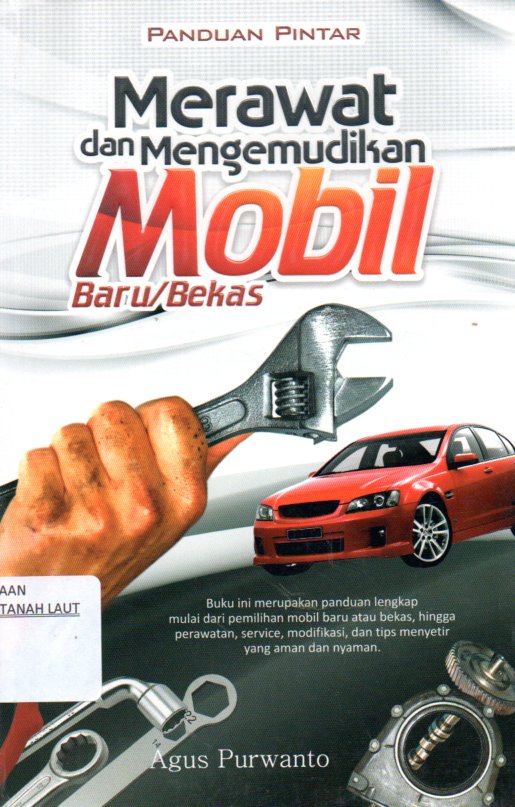 PANDUAN PINTAR
Merawat
dan Mengemudikan
Mobil
Baru/Bekas
AAN
TANAH LAUT
Buku ini merupakan panduan lengkap
mulai dari pemilihan mobil baru atau bekas, hingga
perawatan, service, modifikasi, dan tips menyetir
yang aman dan nyaman.
22
Agus Purwanto